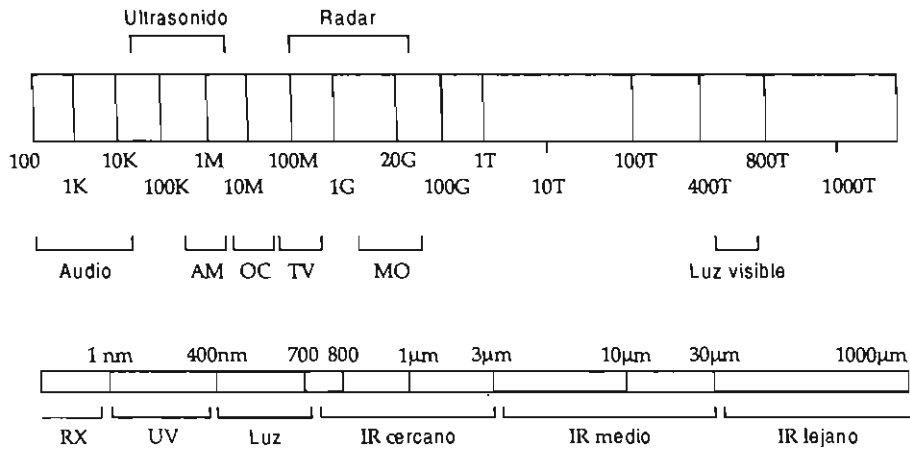 Ultrasonido Radar
100 10K 1M 100M 20G 1T 100T 800T
1K 100K 10M 1G 100G 10T 400T 1000T
Audio AM OC TV MO Luz visible
1 nm 400nm 700 800 1µm 3µm 10µm 30µm 1000µm
RX UV Luz IR cercano IR medio IR lejano